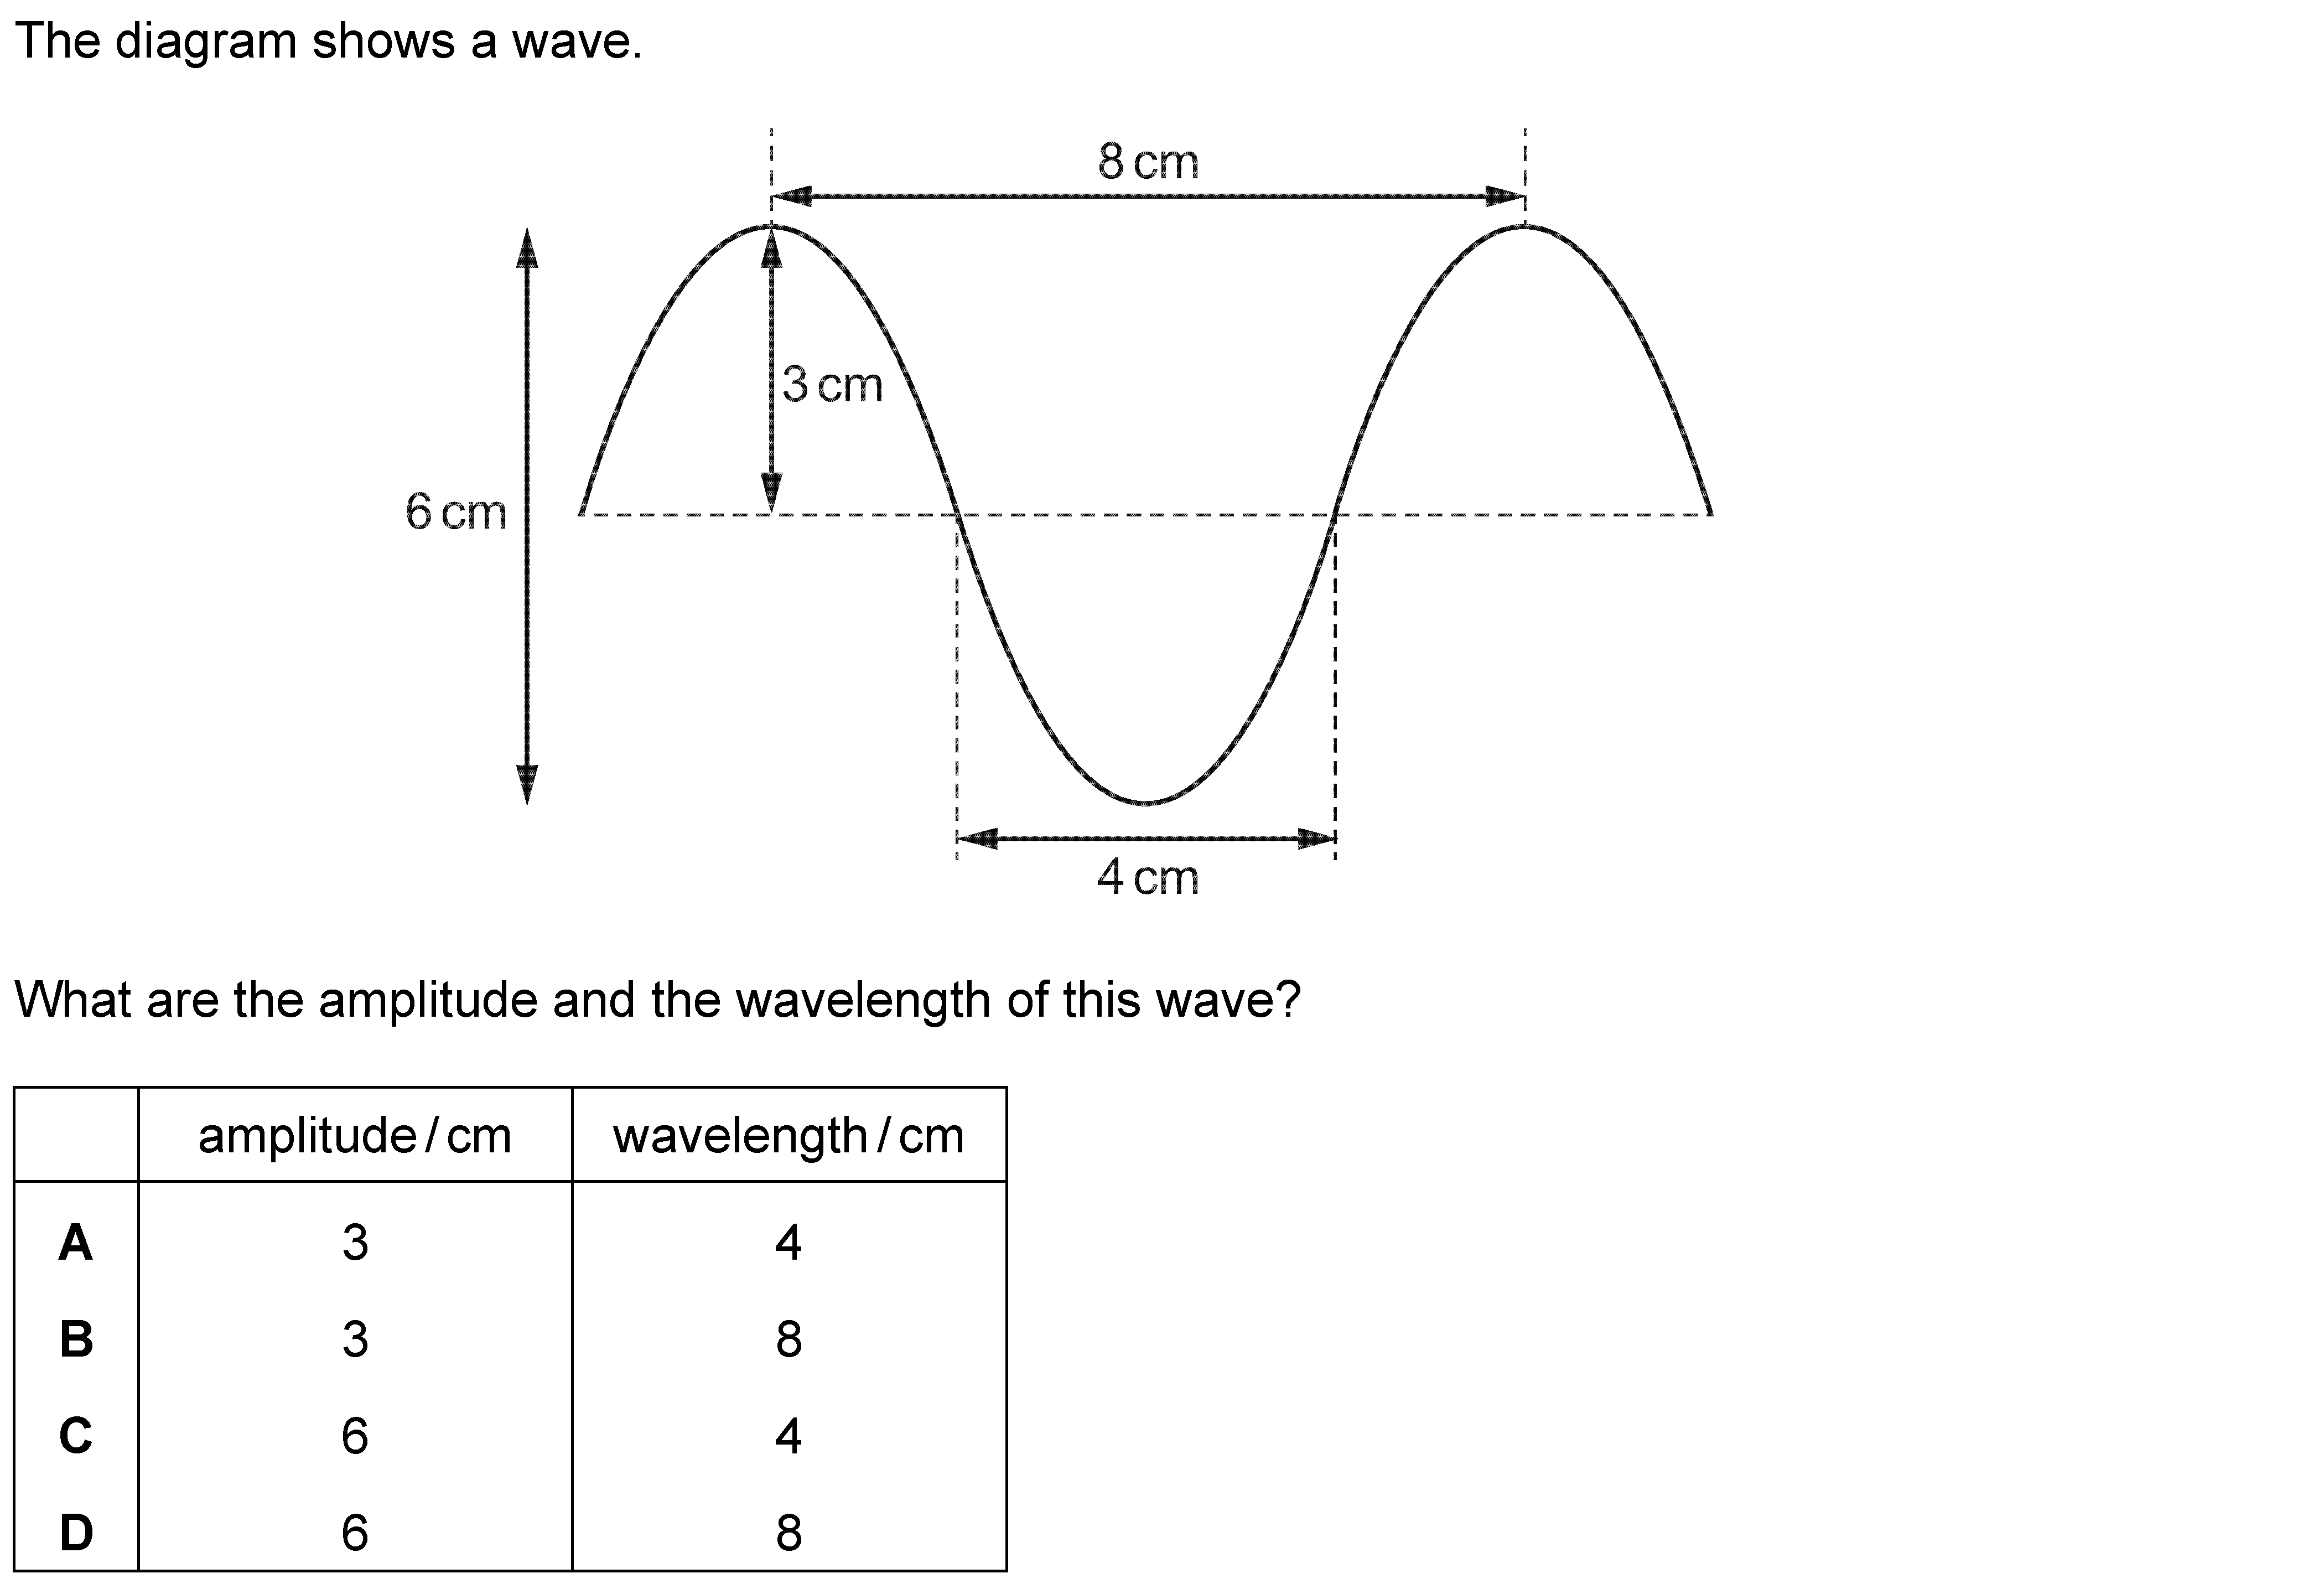 The diagram shows a wave.
8 cm
3 cm
6 cm
4 cm
What are the amplitude and the wavelength of this wave?
amplitude / cm wavelength / cm
A 3 4
B 3 8
C 6 4
D 6 8